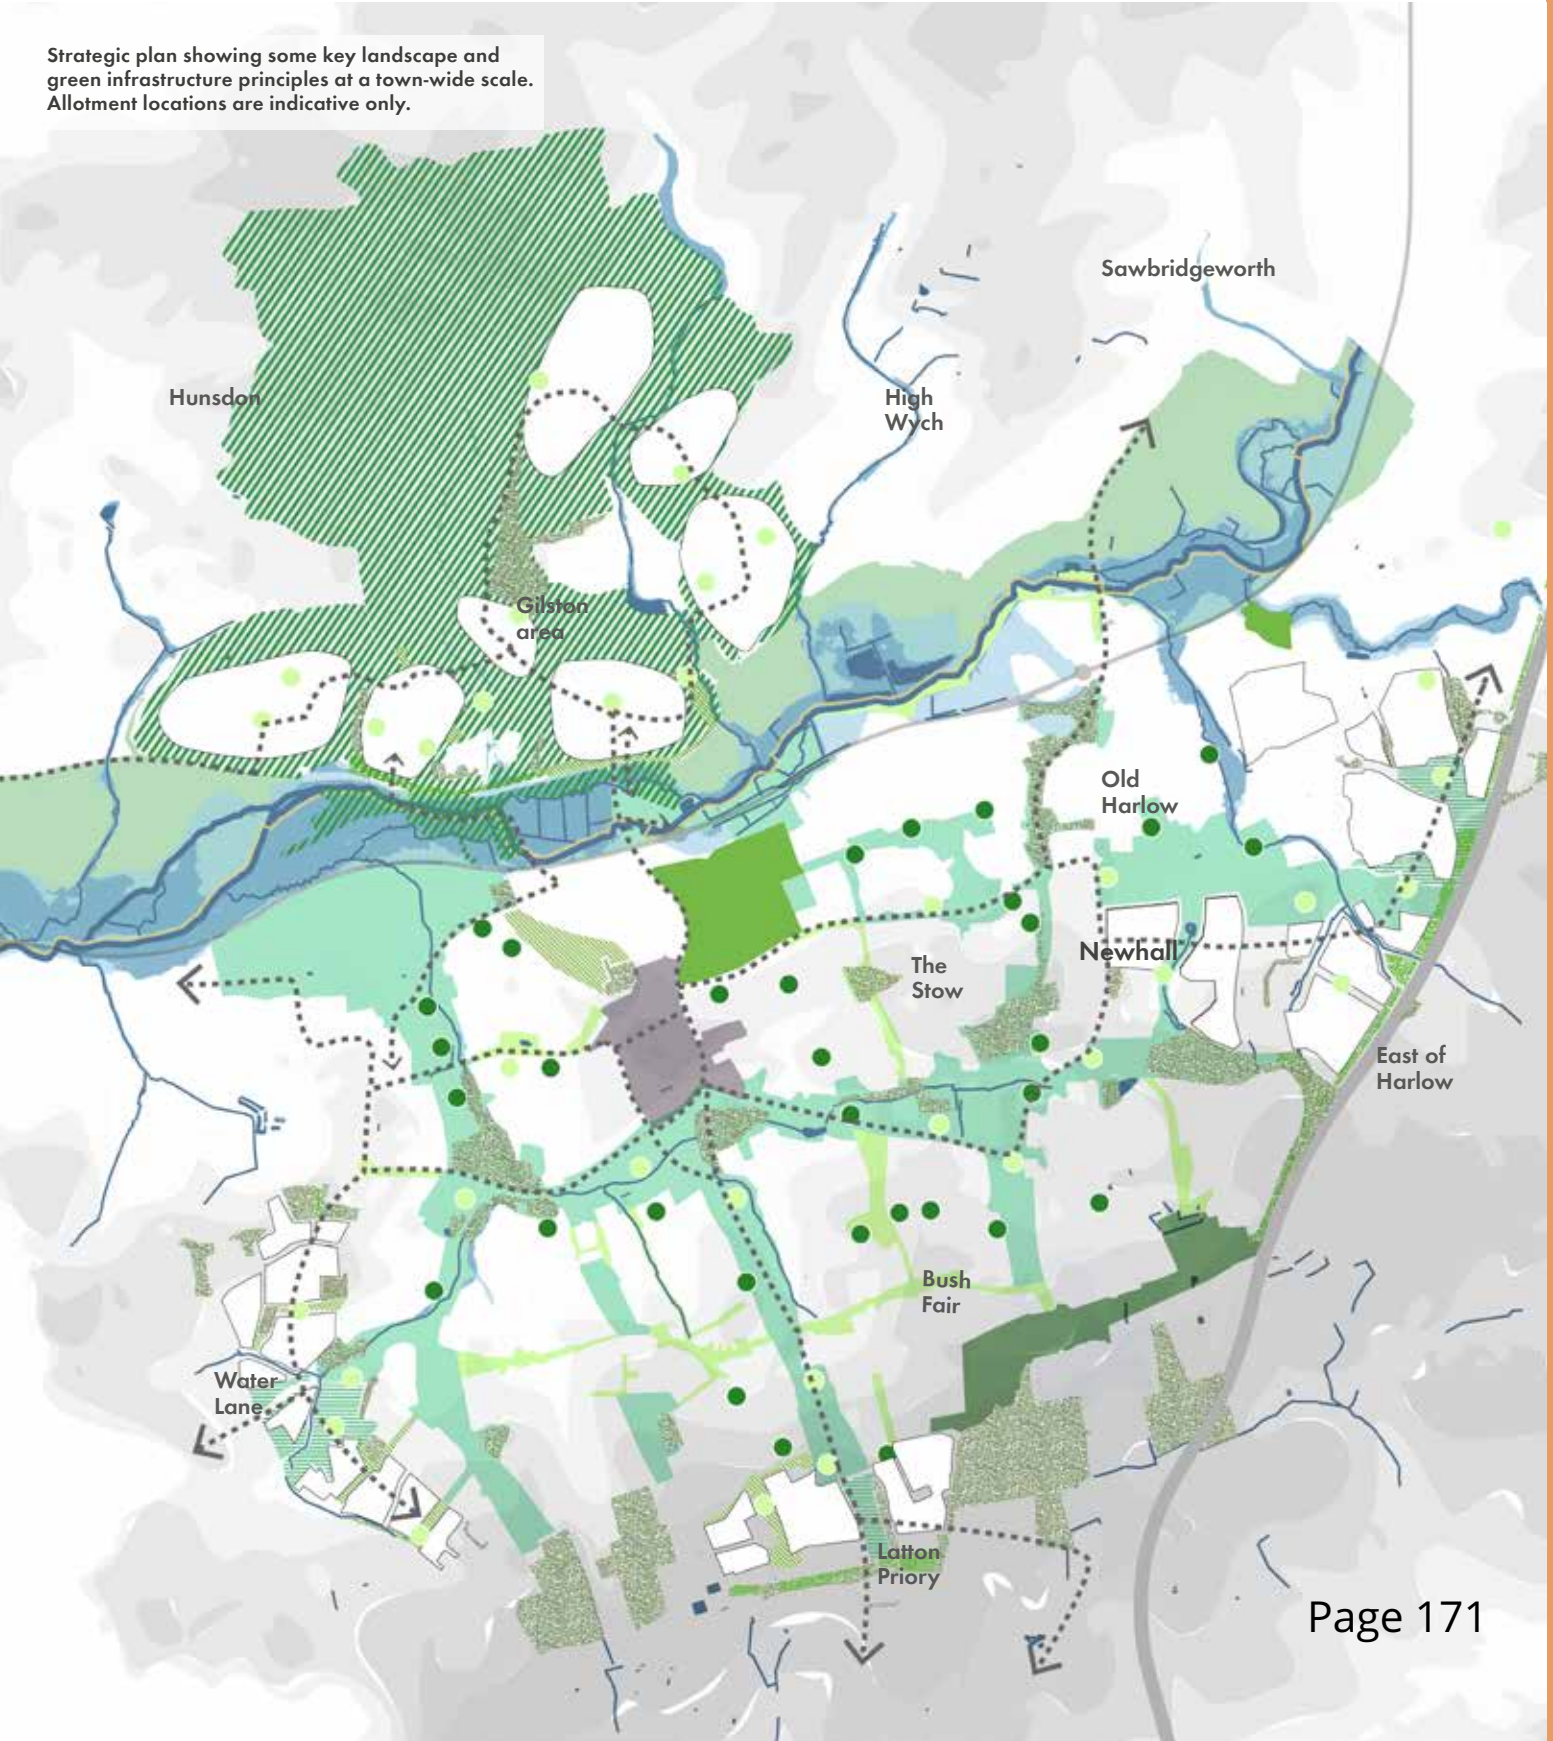 Strategic plan showing some key landscape and
green infrastructure principles at a town-wide scale.
Allotment locations are indicative only.
Sawbridgeworth
Hunsdon
High
Wych
Gilston
area
Old
Harlow
Newhall
The
Stow
East of
Harlow
Bush
Fair
Water
Lane
Latton
Priory
Page 171